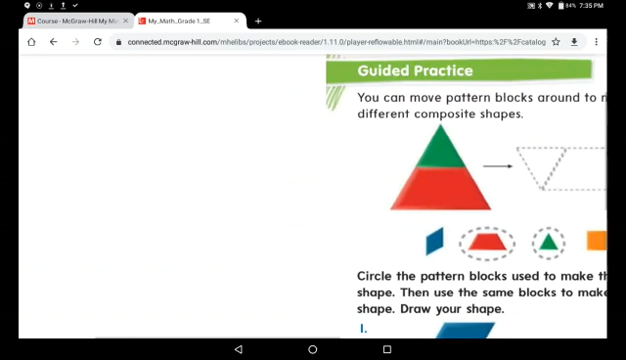 84% 7:35 PM
Course - McGraw-Hill My Ma
My_Math_Grade 1_SE
connected.mcgraw-hill.com/mhelibs/projects/ebook-reader/1.11.0/player-reflowable.html#/main?bookUrl=https:%2F%2Fcatalog
Guided Practice
You can move pattern blocks around to
different composite shapes.
Circle the pattern blocks used to make
shape. Then use the same blocks to make
shape. Draw your shape.
1.